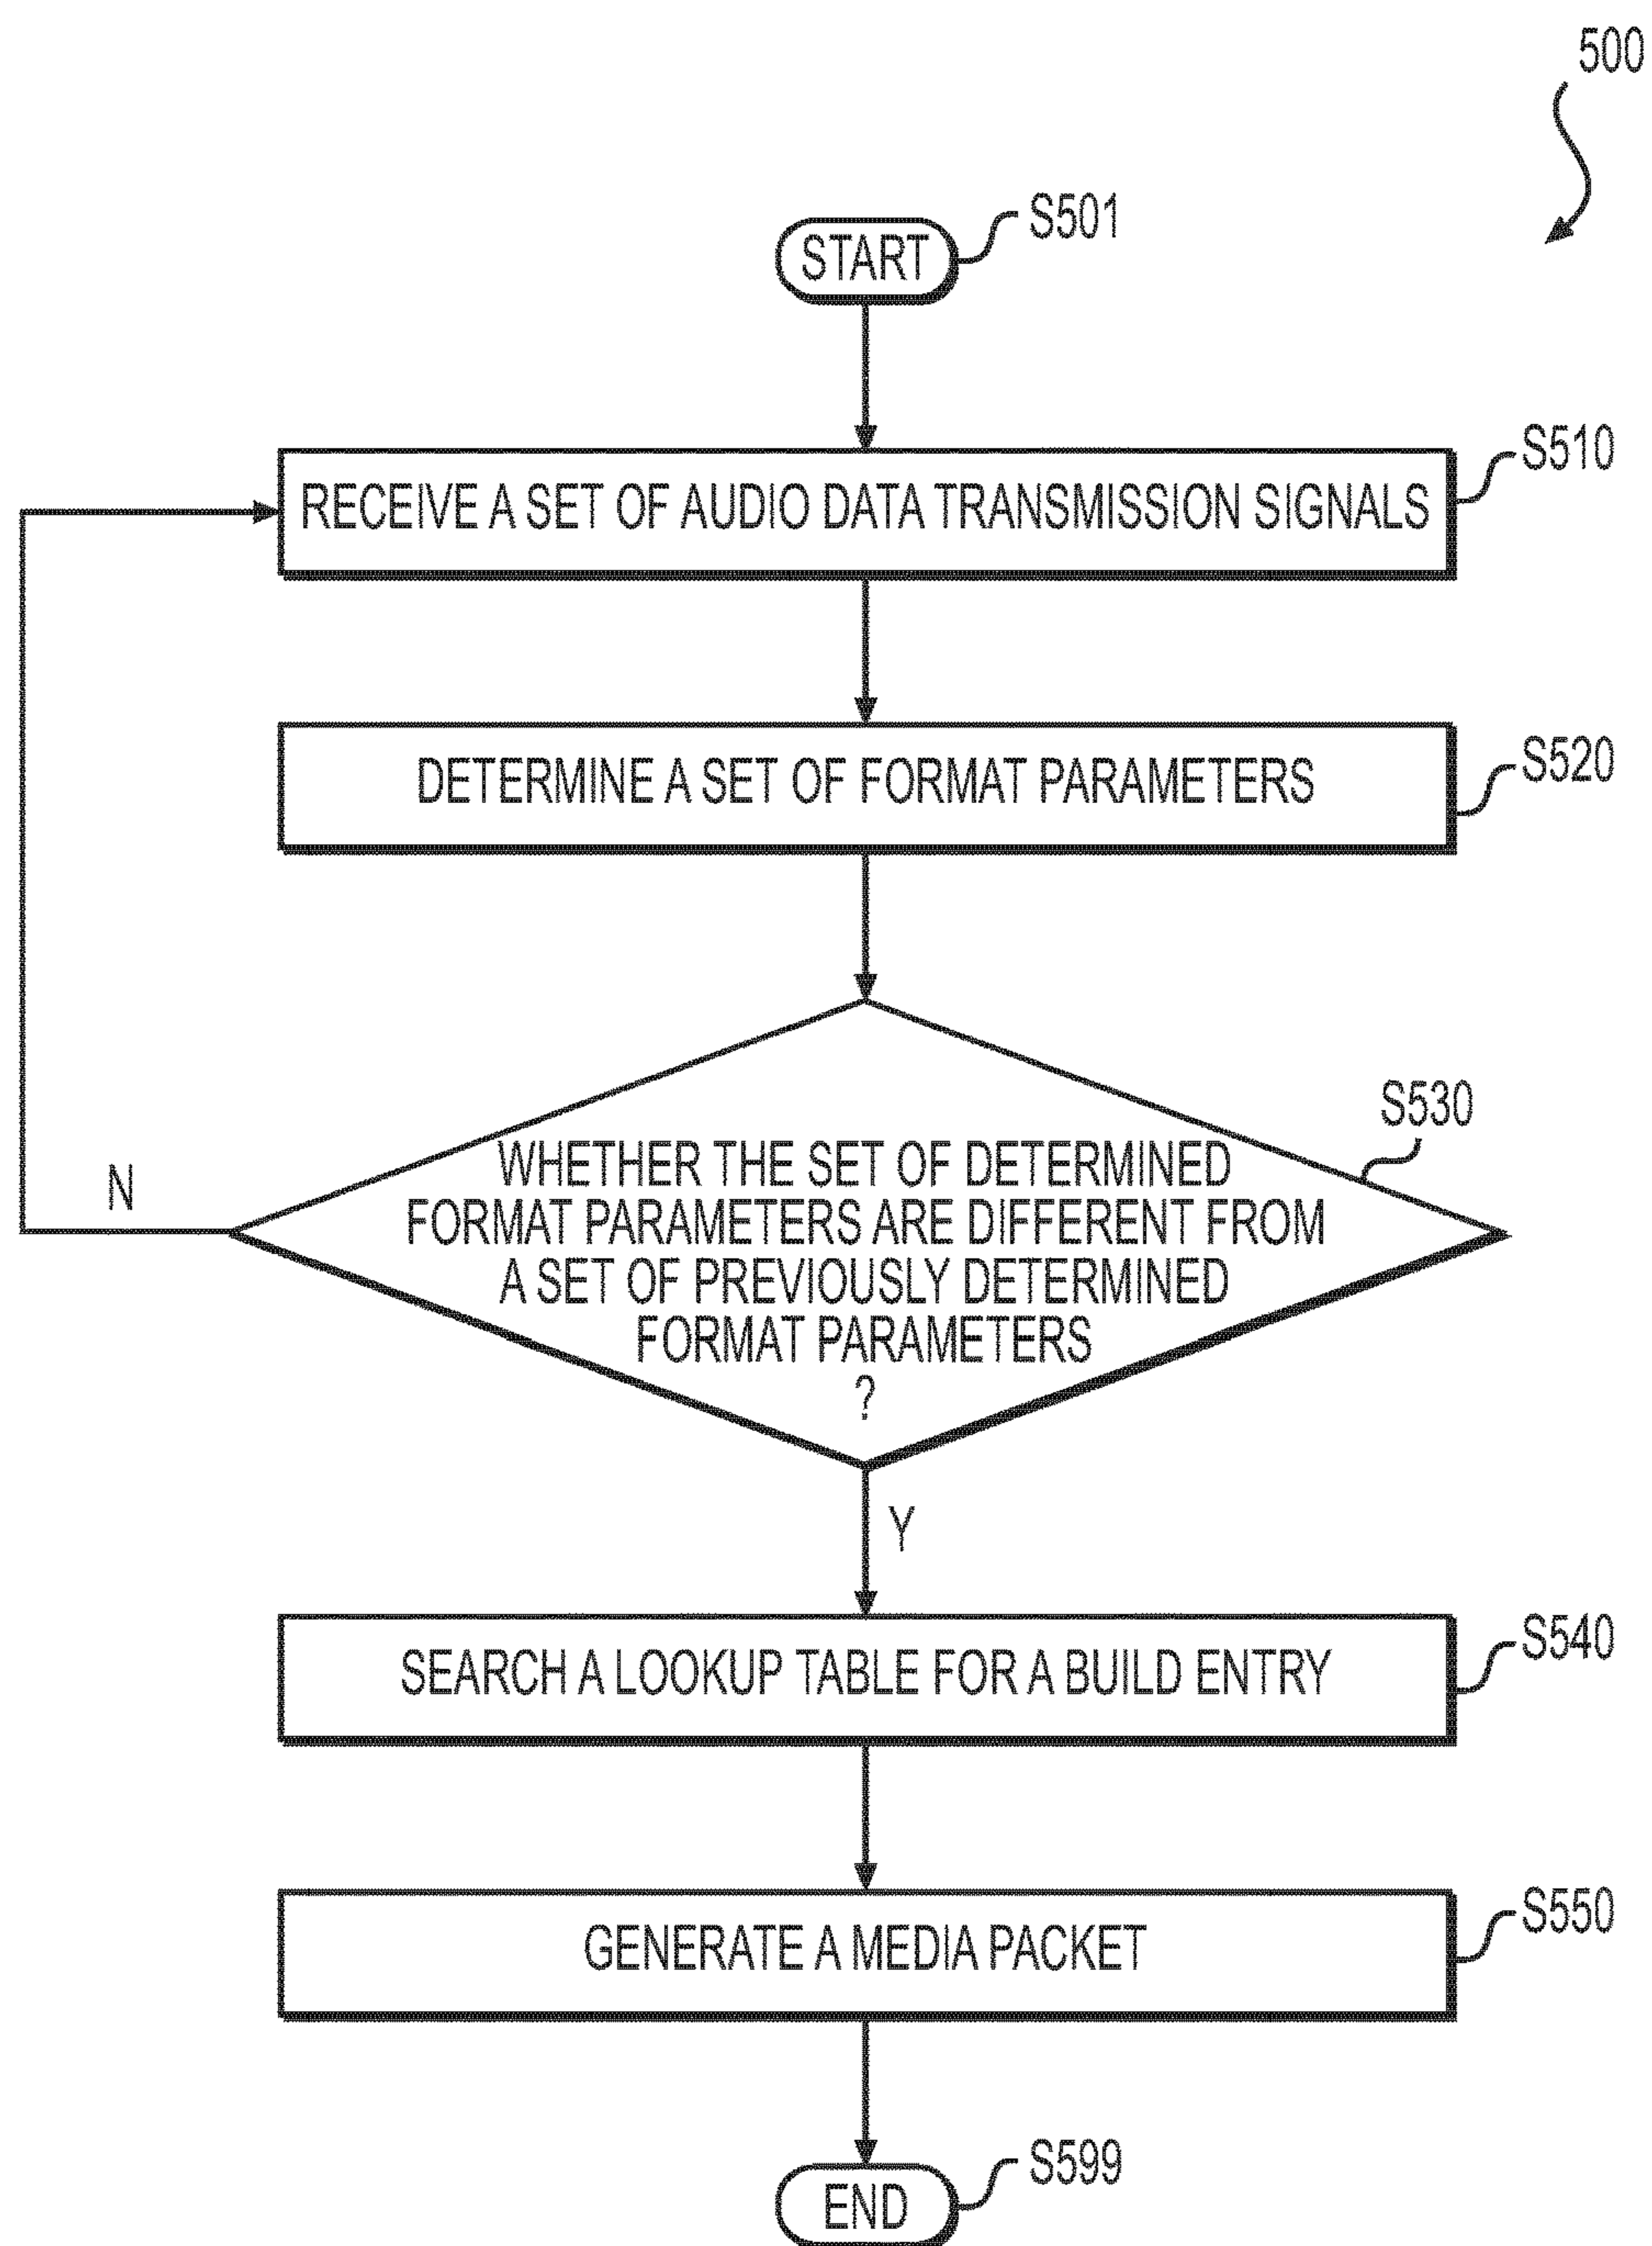 500
START
S501
RECEIVE A SET OF AUDIO DATA TRANSMISSION SIGNALS
S510
DETERMINE A SET OF FORMAT PARAMETERS
S520
S530
WHETHER THE SET OF DETERMINED
FORMAT PARAMETERS ARE DIFFERENT FROM
A SET OF PREVIOUSLY DETERMINED
FORMAT PARAMETERS
?
N
Y
SEARCH A LOOKUP TABLE FOR A BUILD ENTRY
S540
GENERATE A MEDIA PACKET
S550
END
S599